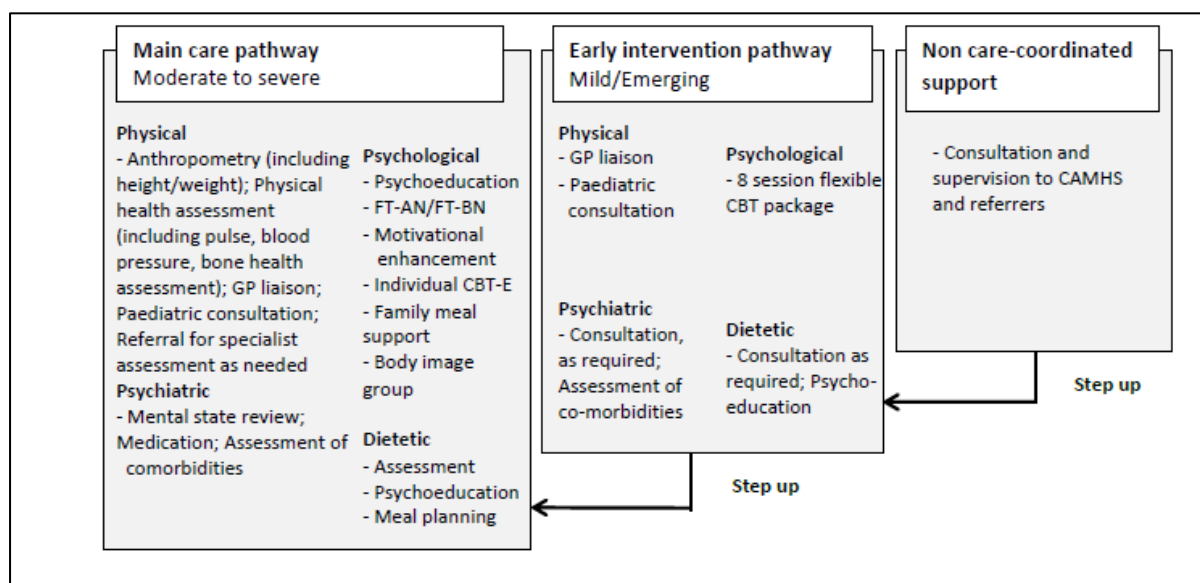 Main care pathway
Moderate to severe
Physical
- Anthropometry (including
height/weight); Physical
health assessment
(including pulse, blood
pressure, bone health
assessment); GP liaison;
Paediatric consultation;
Referral for specialist
assessment as needed
Psychiatric
- Mental state review;
Medication; Assessment of
comorbidities
Psychological
- Psychoeducation
- FT-AN/FT-BN
- Motivational
enhancement
- Individual CBT-E
- Family meal
support
- Body image
group
Dietetic
- Assessment
- Psychoeducation
- Meal planning
Early intervention pathway
Mild/Emerging
Physical
- GP liaison
- Paediatric
consultation
Psychological
- 8 session flexible
CBT package
Psychiatric
- Consultation,
as required;
Assessment of
co-morbidities
Dietetic
- Consultation as
required; Psycho-
education
Non care-coordinated
support
- Consultation and
supervision to CAMHS
and referrers
Step up
Step up